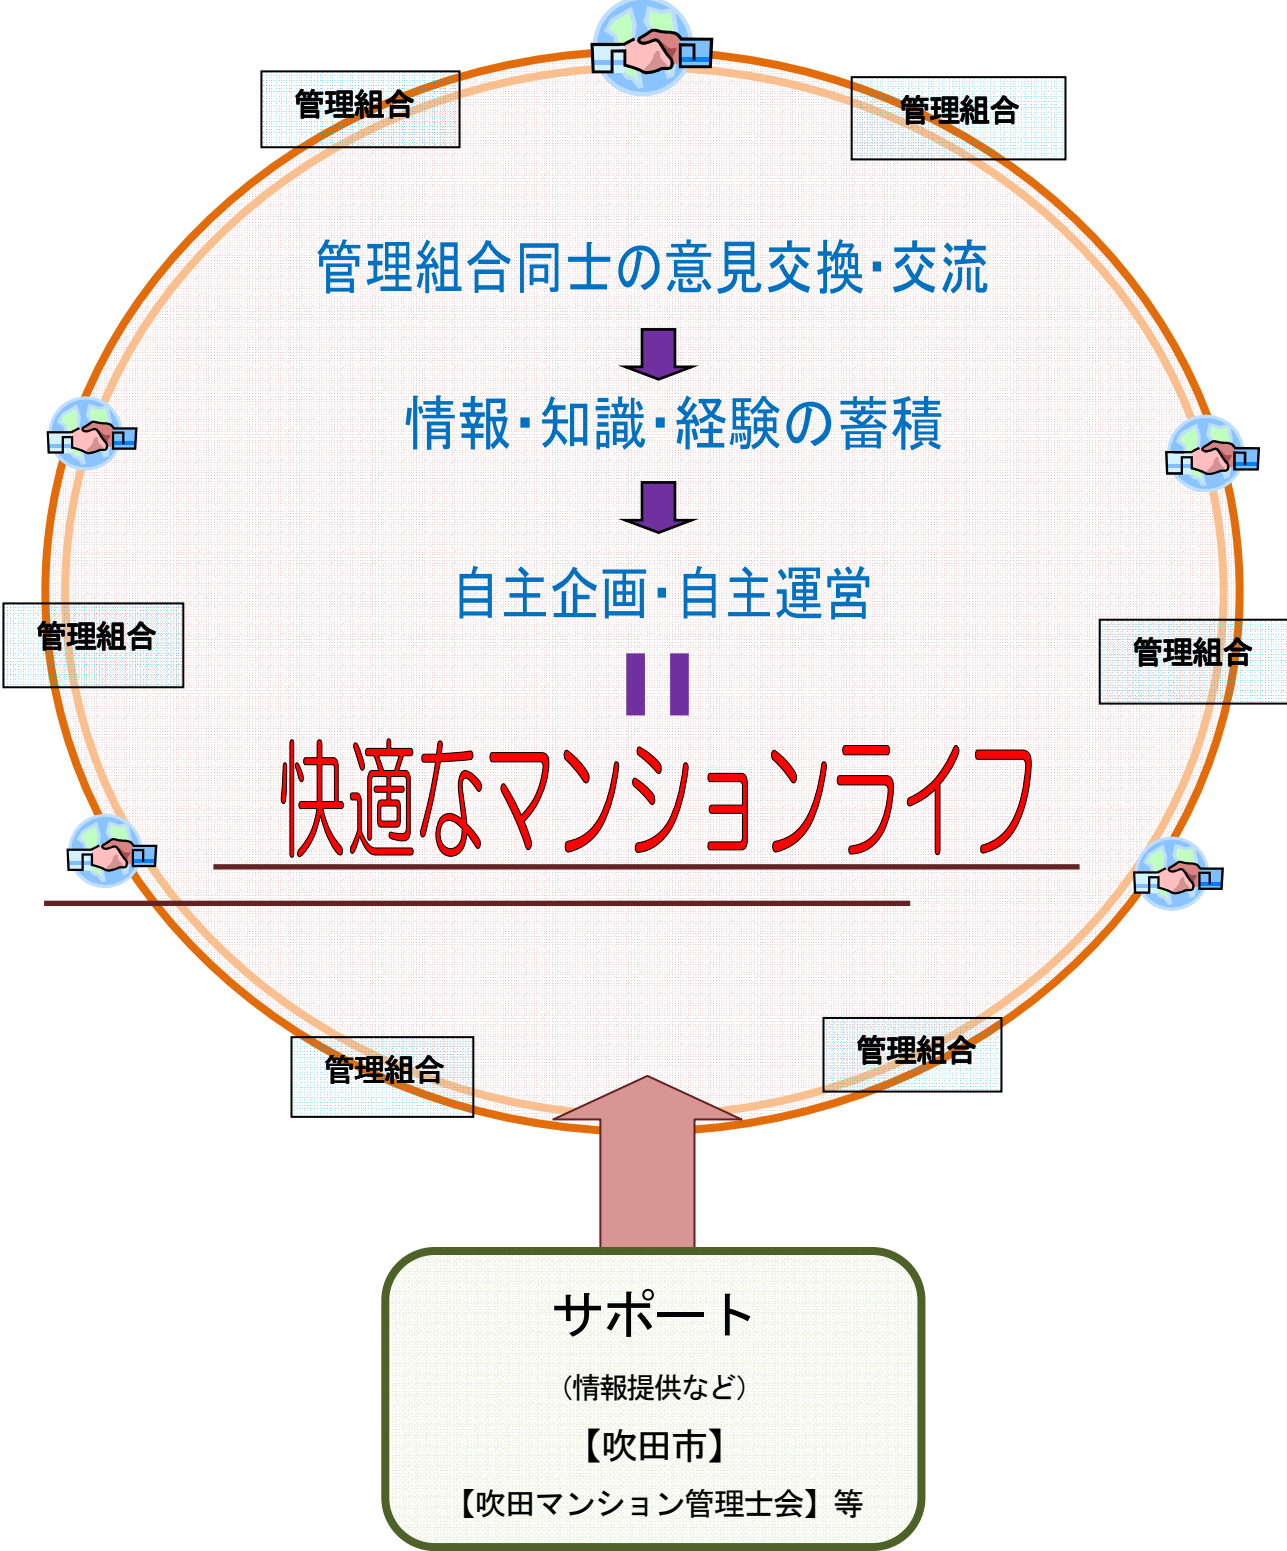 管理組合
管理組合
管理組合同士の意見交換・交流
情報・知識・経験の蓄積
自主企画・自主運営
管理組合
管理組合
快適なマンションライフ
管理組合
管理組合
サポート
（情報提供など）
【吹田市】
【吹田マンション管理士会】等